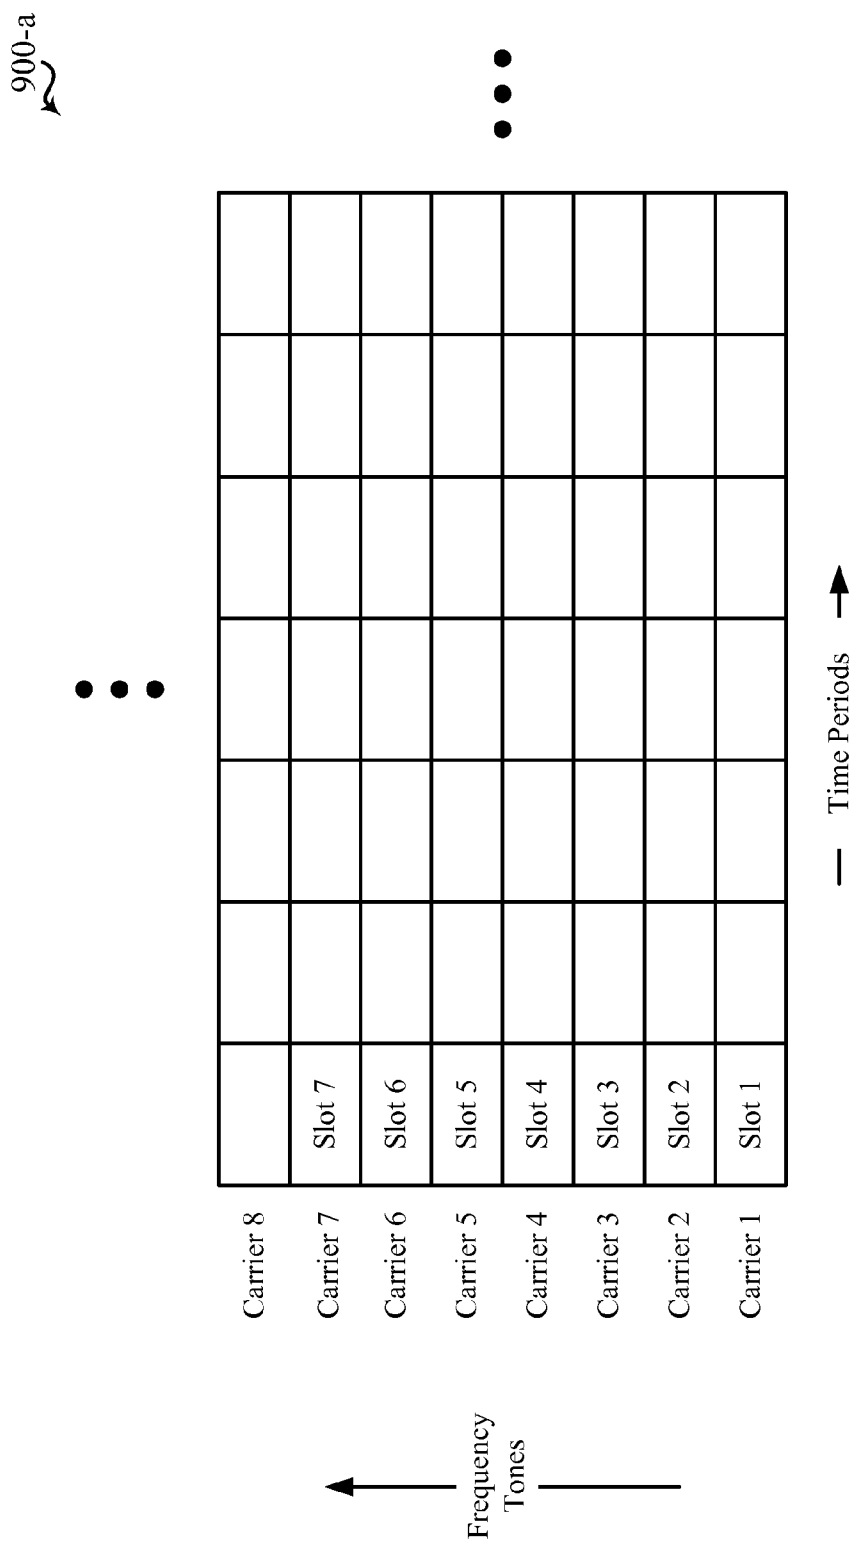 900-a
Carrier 8
Carrier 7
Slot 7
Carrier 6
Slot 6
Carrier 5
Slot 5
Carrier 4
Slot 4
Carrier 3
Slot 3
Carrier 2
Slot 2
Carrier 1
Slot 1
Frequency
Tones
Time Periods